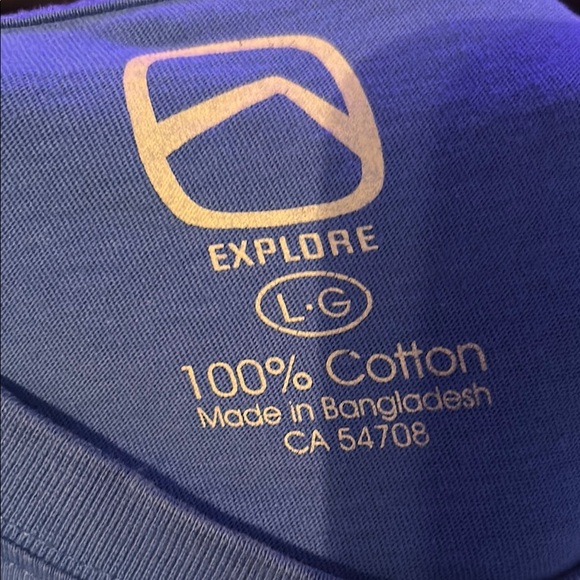 EXPLORE
L·G
100% Cotton
Made in Bangladesh
CA 54708